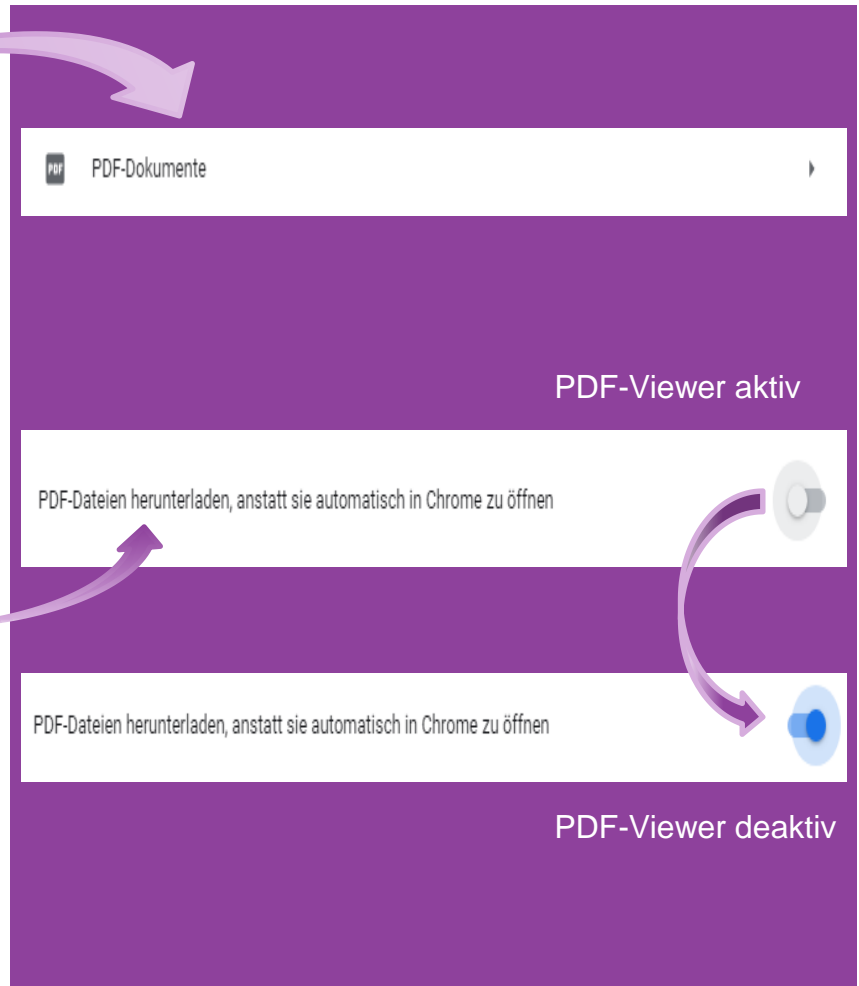 PDF
PDF-Dokumente
PDF-Viewer aktiv
PDF-Dateien herunterladen, anstatt sie automatisch in Chrome zu öffnen
PDF-Dateien herunterladen, anstatt sie automatisch in Chrome zu öffnen
PDF-Viewer deaktiv